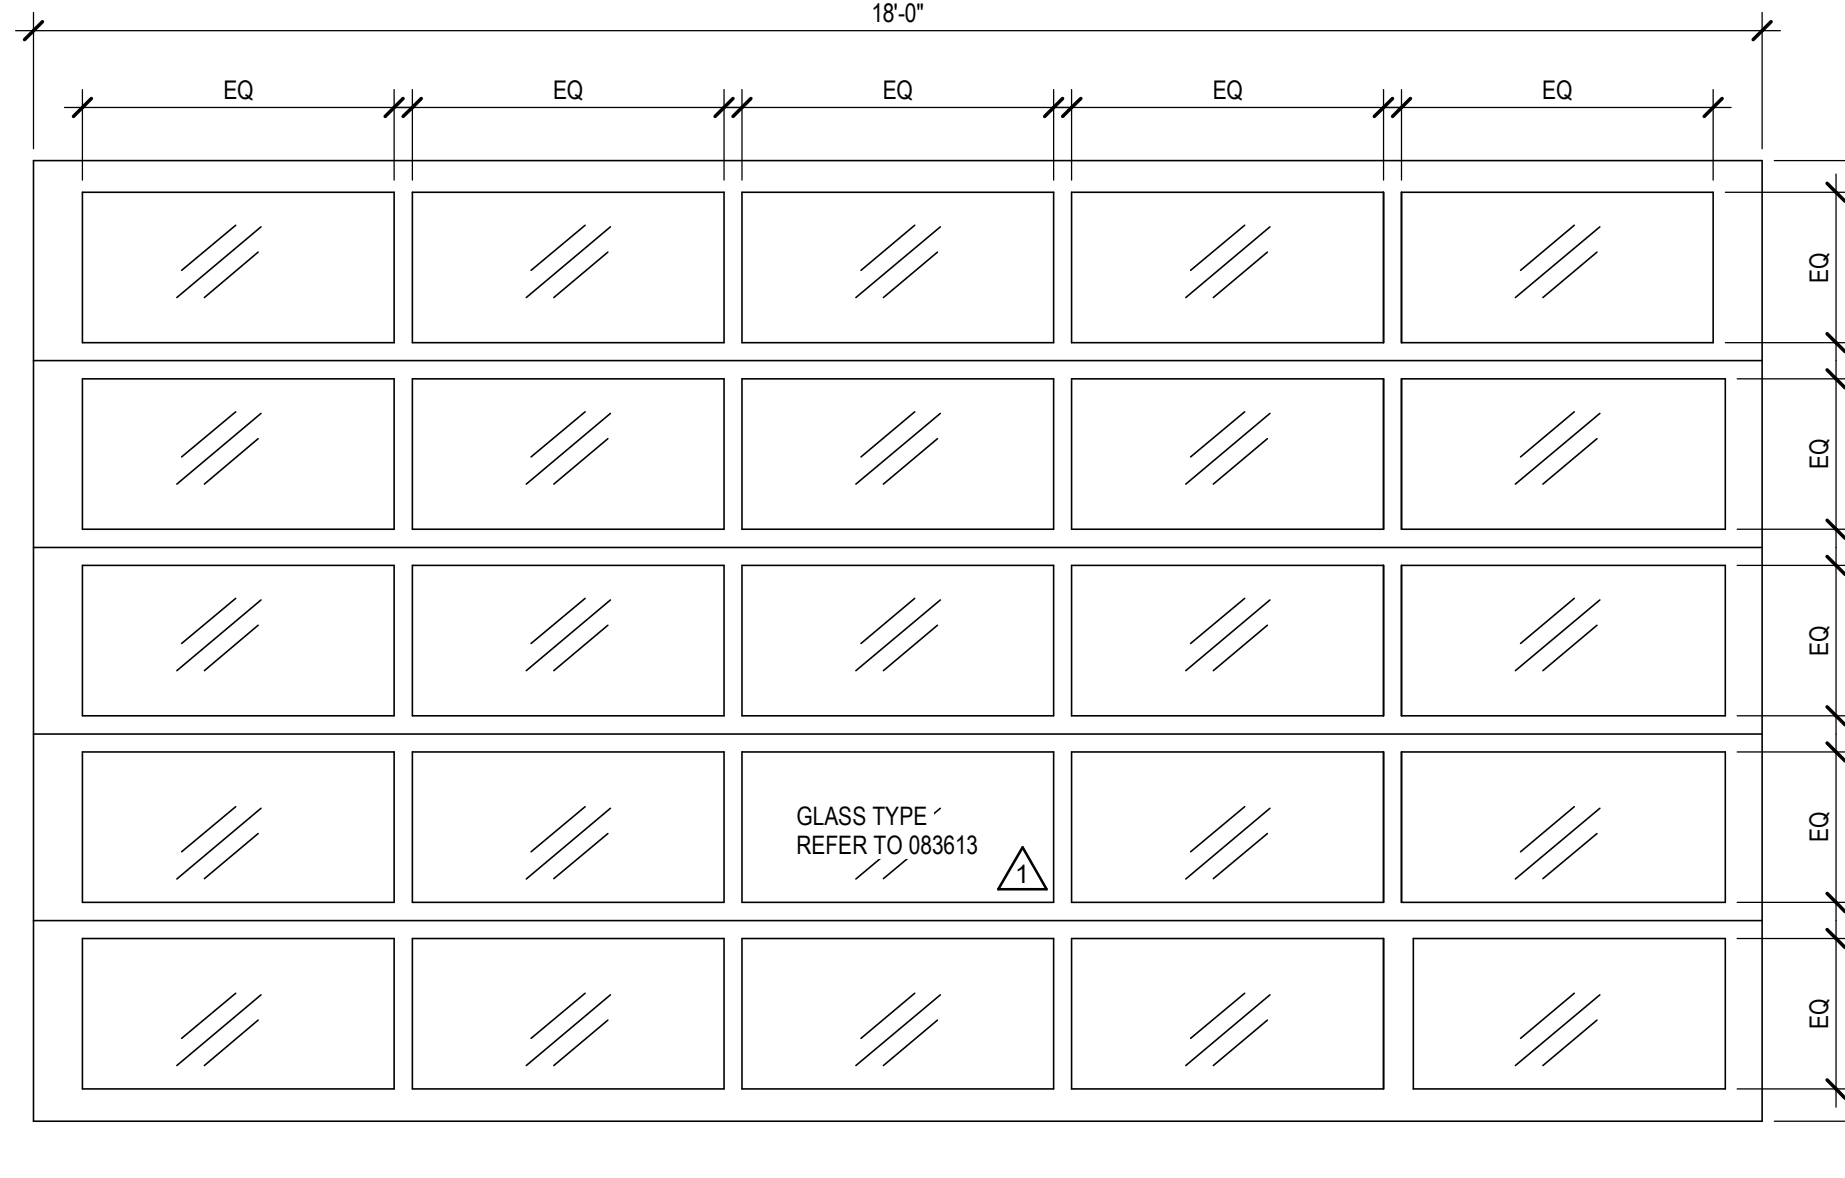 18'-0"
EQ EQ EQ EQ EQ
EQ
EQ
EQ
GLASS TYPE
REFER TO 083613
1
EQ
EQ